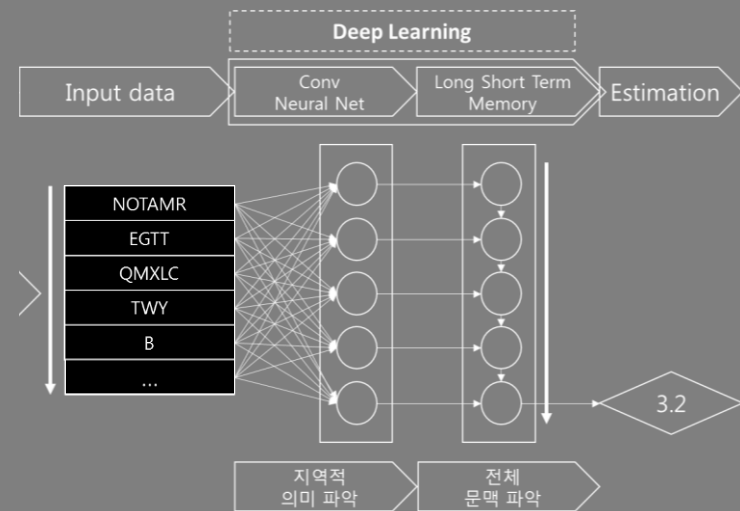 Deep Learning
Input data
Conv
Neural Net
Long Short Term
Memory
Estimation
NOTAMR
EGTT
QMXLC
TWY
B
...
3.2
지역적
의미 파악
전체
문맥 파악